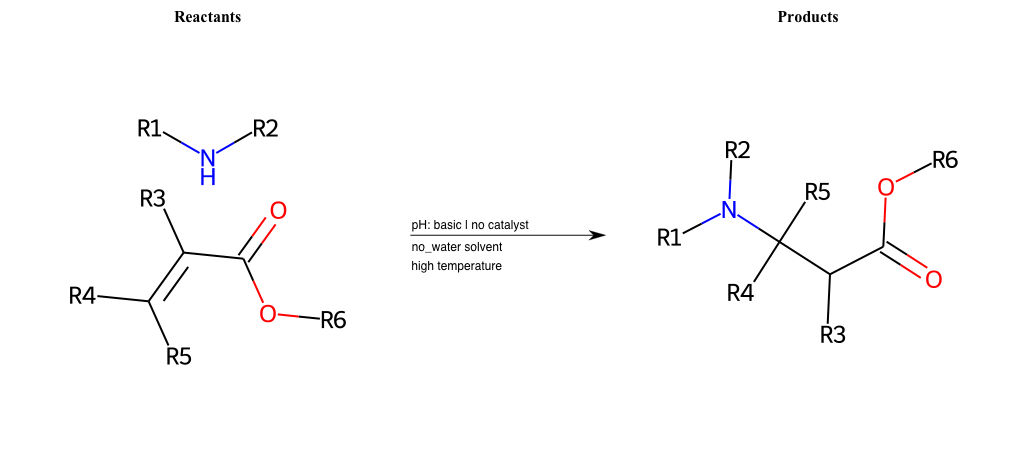 Reactants
Products
R1
R2
N
H
R3
O
R4
O
R6
R5
pH: basic | no catalyst
no_water solvent
high temperature
R2
R6
O
R5
N
R1
O
R4
R3